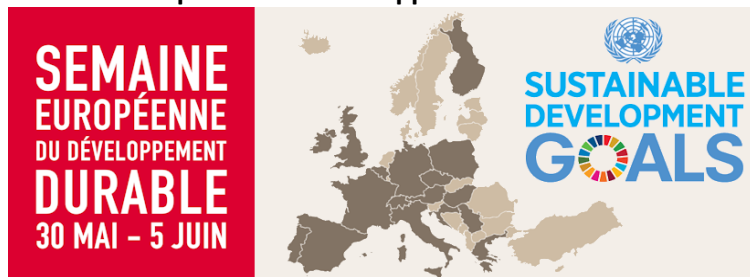 SEMAINE
EUROPÉENNE
DU DÉVELOPPEMENT
DURABLE
30 MAI – 5 JUIN
SUSTAINABLE
DEVELOPMENT
GOALS